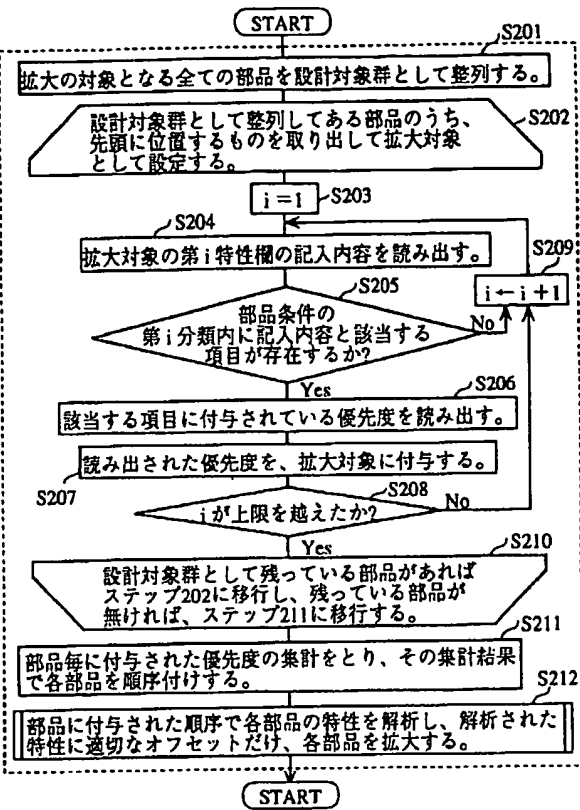 START
S201
拡大の対象となる全ての部品を設計対象群として整列する。
S202
設計対象群として整列してある部品のうち、
先頭に位置するものを取り出して拡大対象
として設定する。
i=1
S203
S204
拡大対象の第i特性欄の記入内容を読み出す。
S209
i←i+1
S205
部品条件の
第i分類内に記入内容と該当する
項目が存在するか?
No
Yes
S206
該当する項目に付与されている優先度を読み出す。
読み出された優先度を、拡大対象に付与する。
S207
S208
iが上限を越えたか?
No
Yes
S210
設計対象群として残っている部品があれば
ステップ202に移行し、残っている部品が
無ければ、ステップ211に移行する。
S211
部品毎に付与された優先度の集計をとり、その集計結果
で各部品を順序付けする。
S212
部品に付与された順序で各部品の特性を解析し、解析された
特性に適切なオフセットだけ、各部品を拡大する。
START